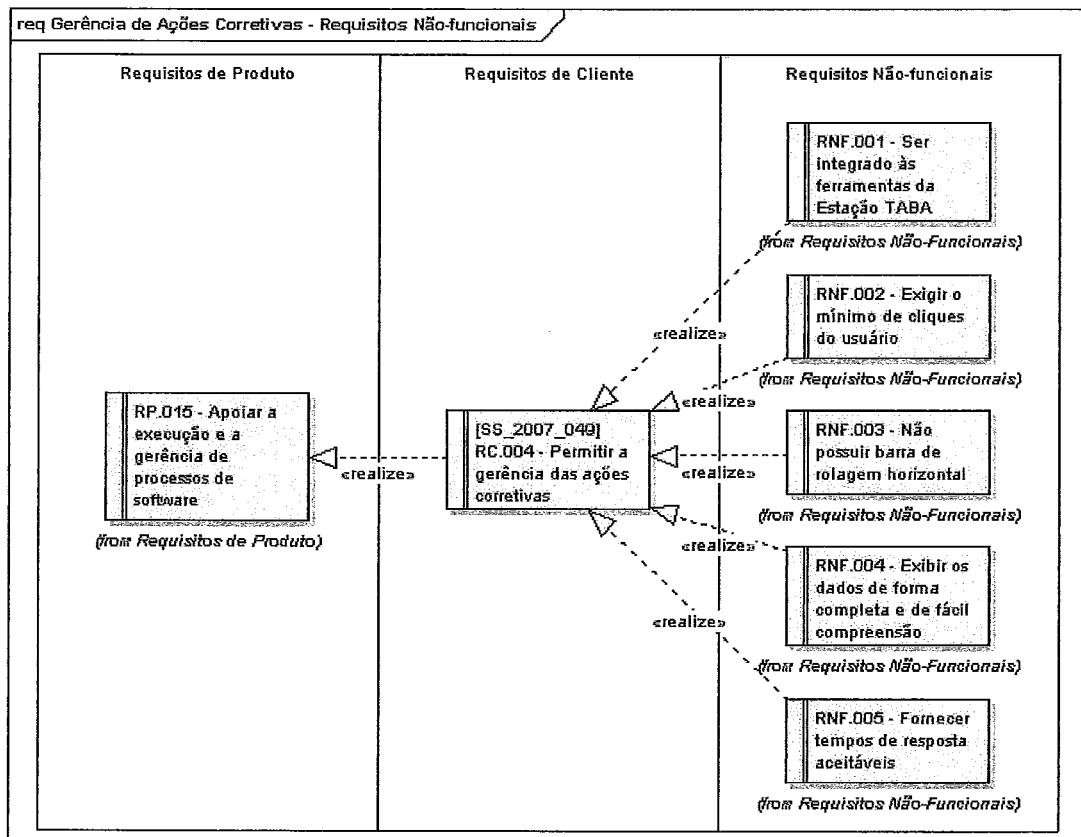 req Gerência de Ações Corretivas - Requisitos Não-funcionais
Requisitos de Produto
Requisitos de Cliente
Requisitos Não-funcionais
RP.015 - Apoiar a
execução e a
gerência de
processos de
software
(from Requisitos de Produto)
«realize»
[SS_2007_049]
RC.004 - Permitir a
gerência das ações
corretivas
«realize»
«realize»
«realize»
«realize»
«realize»
RNF.001 - Ser
integrado às
ferramentas da
Estação TABA
(from Requisitos Não-Funcionais)
RNF.002 - Exigir o
mínimo de cliques
do usuário
(from Requisitos Não-Funcionais)
RNF.003 - Não
possuir barra de
rolagem horizontal
(from Requisitos Não-Funcionais)
RNF.004 - Exibir os
dados de forma
completa e de fácil
compreensão
(from Requisitos Não-Funcionais)
RNF.005 - Fornecer
tempos de resposta
aceitáveis
(from Requisitos Não-Funcionais)